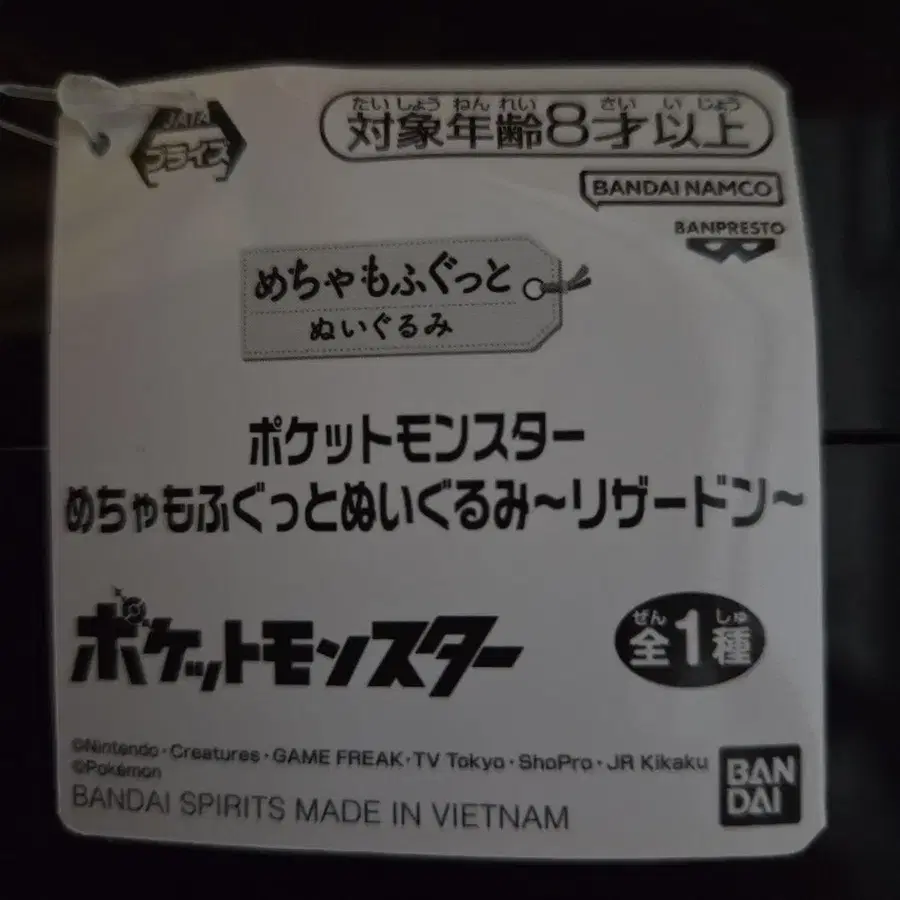 JAIA
プライズ
たいしょうねんれい さいいじょう
対象年齢8才以上
BANDAI NAMCO
BANPRESTO
めちゃもふぐっと
ぬいぐるみ
ポケットモンスター
めちゃもふぐっとぬいぐるみ~リザードン~
ポケットモンスター
ぜん しゅ
全1種
©Nintendo・Creatures・GAME FREAK・TV Tokyo・ShoPro・JR Kikaku
©Pokémon
BANDAI SPIRITS MADE IN VIETNAM
BAN
DAI